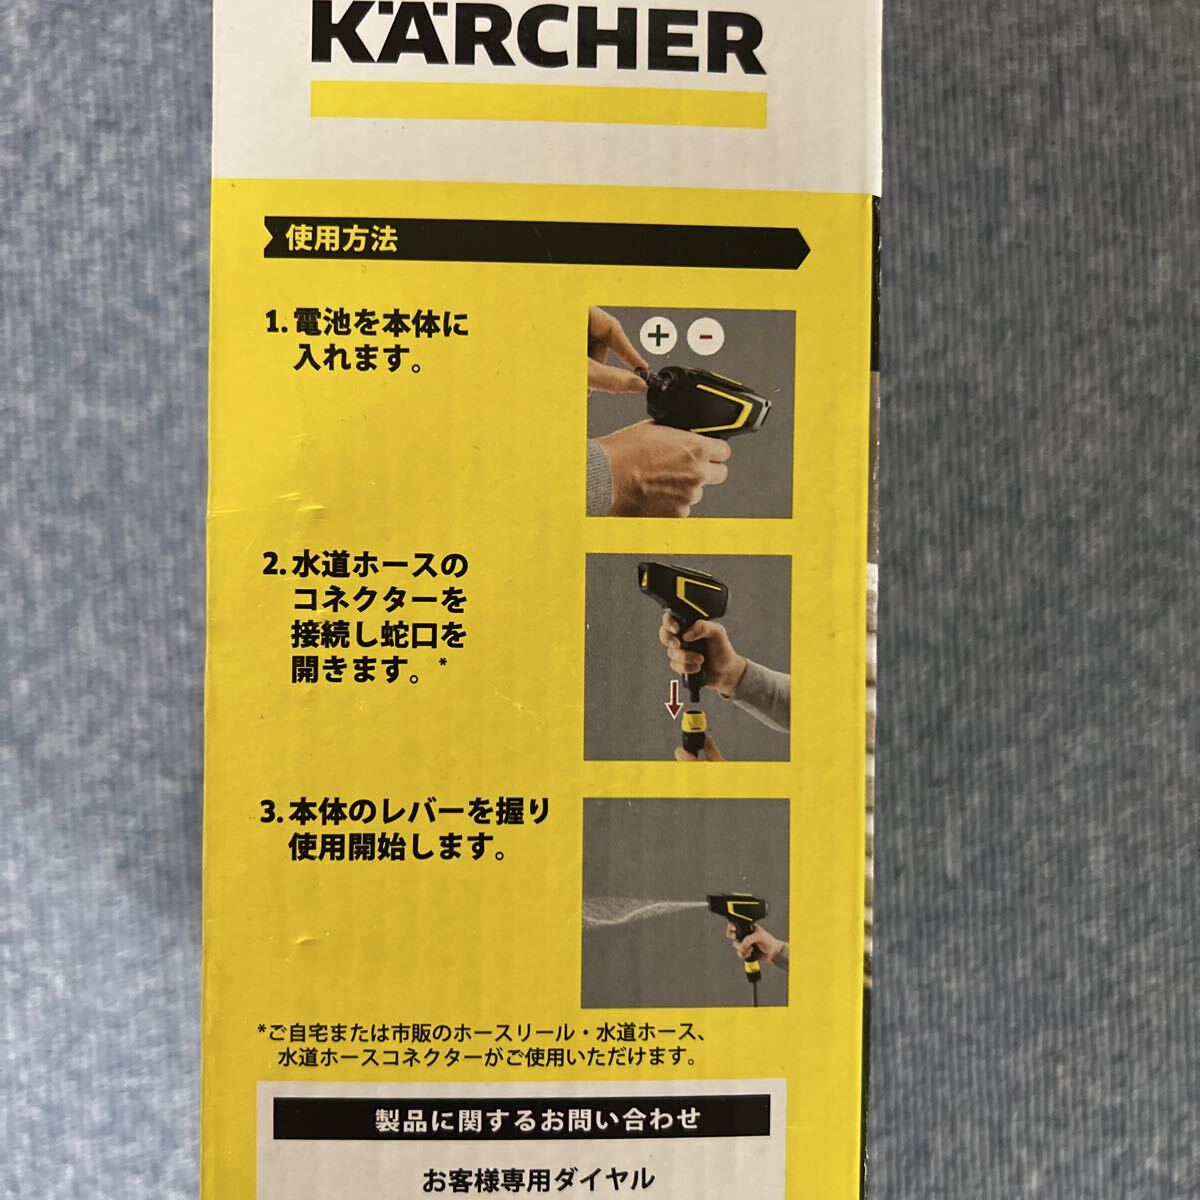 KÄRCHER
使用方法
1. 電池を本体に
入れます。
+ -
2. 水道ホースの
コネクターを
接続し蛇口を
開きます。*
3. 本体のレバーを握り
使用開始します。
*ご自宅または市販のホースリール・水道ホース、
水道ホースコネクターがご使用いただけます。
製品に関するお問い合わせ
お客様専用ダイヤル